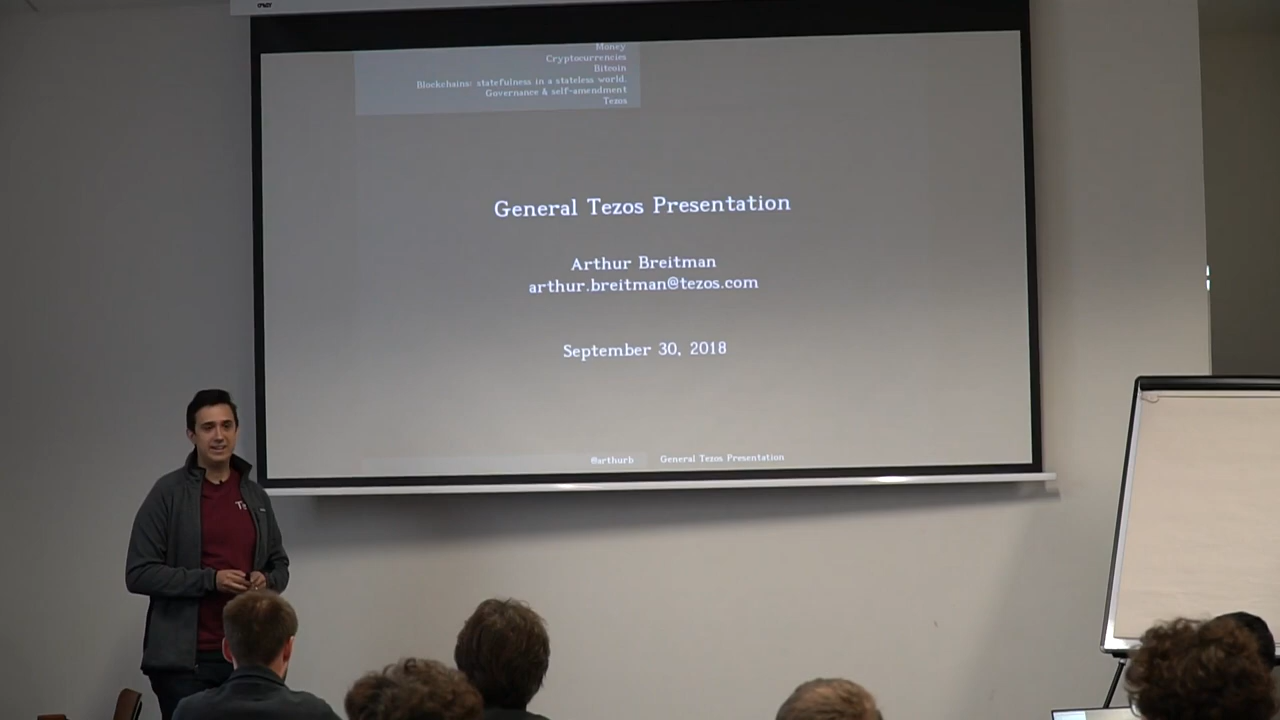 Money
Cryptocurrencies
Bitcoin
Blockchains: statefulness in a stateless world.
Governance & self-amendment
Tezos
General Tezos Presentation
Arthur Breitman
arthur.breitman@tezos.com
September 30, 2018
@arthurb General Tezos Presentation